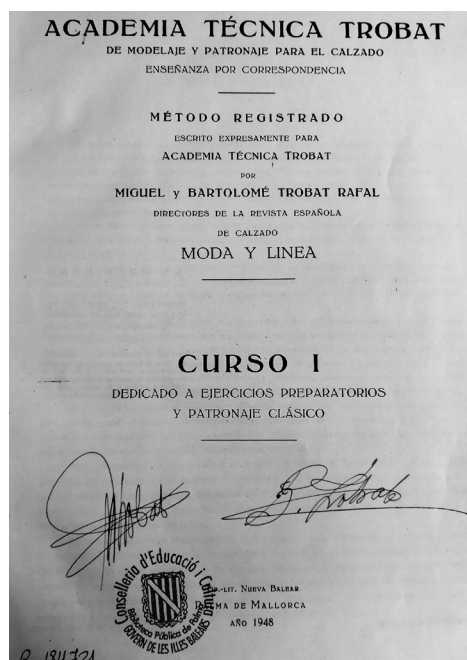 ACADEMIA TÉCNICA TROBAT
DE MODELAJE Y PATRONAJE PARA EL CALZADO
ENSEÑANZA POR CORRESPONDENCIA
MÉTODO REGISTRADO
ESCRITO EXPRESAMENTE PARA
ACADEMIA TÉCNICA TROBAT
POR
MIGUEL y BARTOLOMÉ TROBAT RAFAL
DIRECTORES DE LA REVISTA ESPAÑOLA
DE CALZADO
MODA Y LINEA
CURSO I
DEDICADO A EJERCICIOS PREPARATORIOS
Y PATRONAJE CLÁSICO
Trobat
B. Trobat
Conselleria d'Educació i Cultura
Biblioteca Pública de Palma
GOVERN DE LES ILLES BALEARS
-LIT. NUEVA BALEAR
MA DE MALLORCA
AÑO 1948
R. 184721